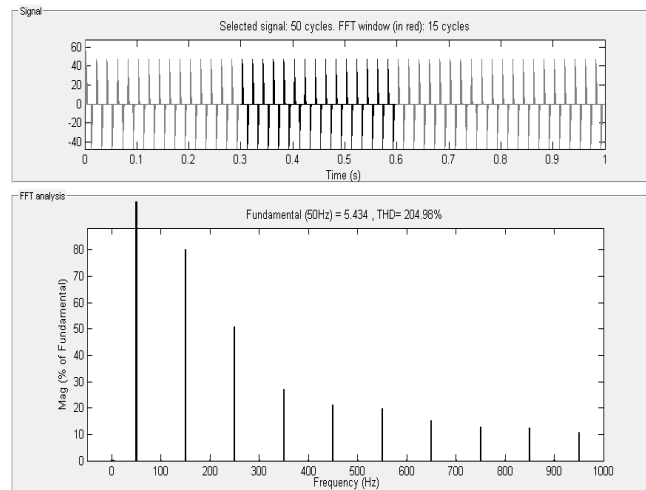 Signal
Selected signal: 50 cycles. FFT window (in red): 15 cycles
60
40
20
0
-20
-40
0 0.1 0.2 0.3 0.4 0.5 0.6 0.7 0.8 0.9 1
Time (s)
FFT analysis
Fundamental (50Hz) = 5.434 , THD= 204.98%
Mag (% of Fundamental)
80
70
60
50
40
30
20
10
0
0 100 200 300 400 500 600 700 800 900 1000
Frequency (Hz)